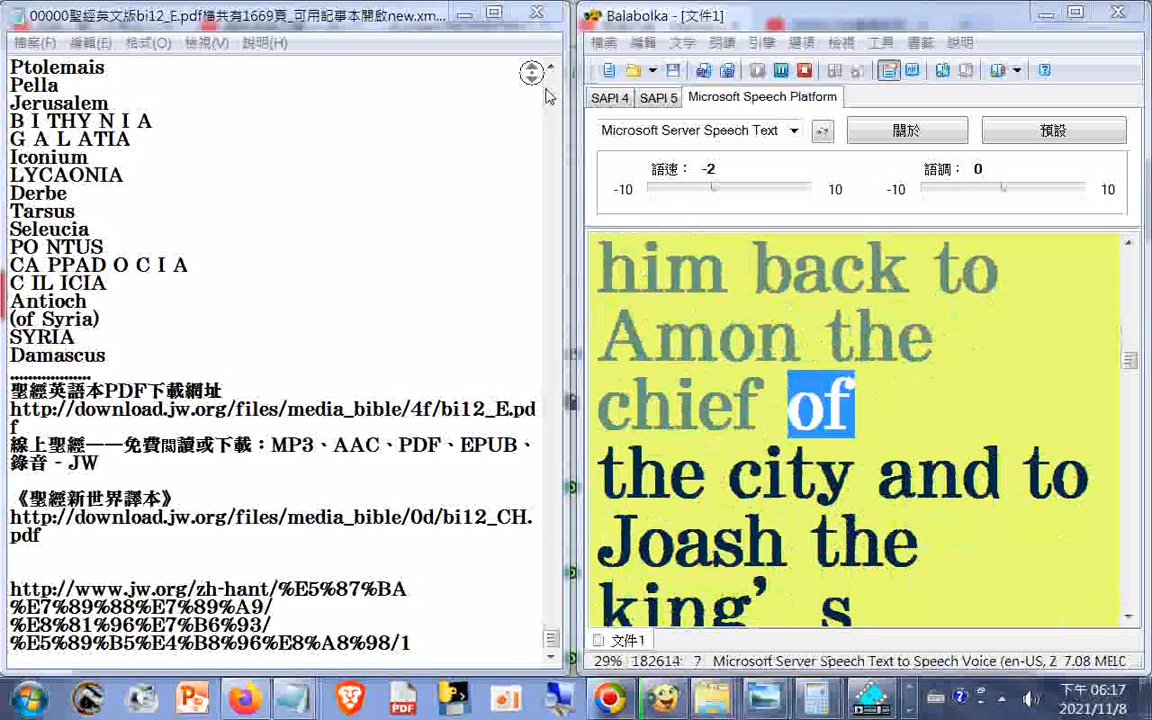 00000聖經英文版bi12_E.pdf檔共有1669頁_可用記事本開啟new.xm...
檔案(F) 編輯(E) 格式(O) 檢視(V) 說明(H)
Ptolemais
Pella
Jerusalem
B I THY N I A
G A L ATIA
Iconium
LYCAONIA
Derbe
Tarsus
Seleucia
PO NTUS
CA PPAD O C I A
C IL ICIA
Antioch
(of Syria)
SYRIA
Damascus
..................
聖經英語本PDF下載網址
http://download.jw.org/files/media_bible/4f/bi12_E.pd
f
線上聖經——免費閱讀或下載：MP3、AAC、PDF、EPUB、
錄音 - JW
《聖經新世界譯本》
http://download.jw.org/files/media_bible/0d/bi12_CH.
pdf
http://www.jw.org/zh-hant/%E5%87%BA
%E7%89%88%E7%89%A9/
%E8%81%96%E7%B6%93/
%E5%89%B5%E4%B8%96%E8%A8%98/1
Balabolka - [文件1]
檔案 編輯 文字 朗讀 引擎 選項 檢視 工具 書籤 說明
SAPI 4 SAPI 5 Microsoft Speech Platform
Microsoft Server Speech Text 關於 預設
語速： -2 語調： 0
-10 10 -10 10
him back to
Amon the
chief of
the city and to
Joash the
king’s
文件1
29% 182614: 7 Microsoft Server Speech Text to Speech Voice (en-US, Z 7.08 MELC
PDF
下午 06:17
2021/11/8